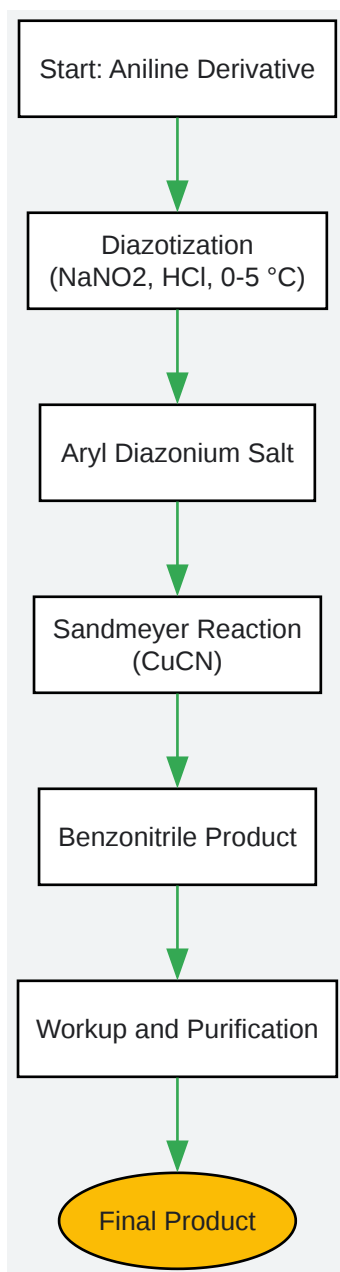 Start: Aniline Derivative
Diazotization
(NaNO2, HCl, 0-5 °C)
Aryl Diazonium Salt
Sandmeyer Reaction
(CuCN)
Benzonitrile Product
Workup and Purification
Final Product